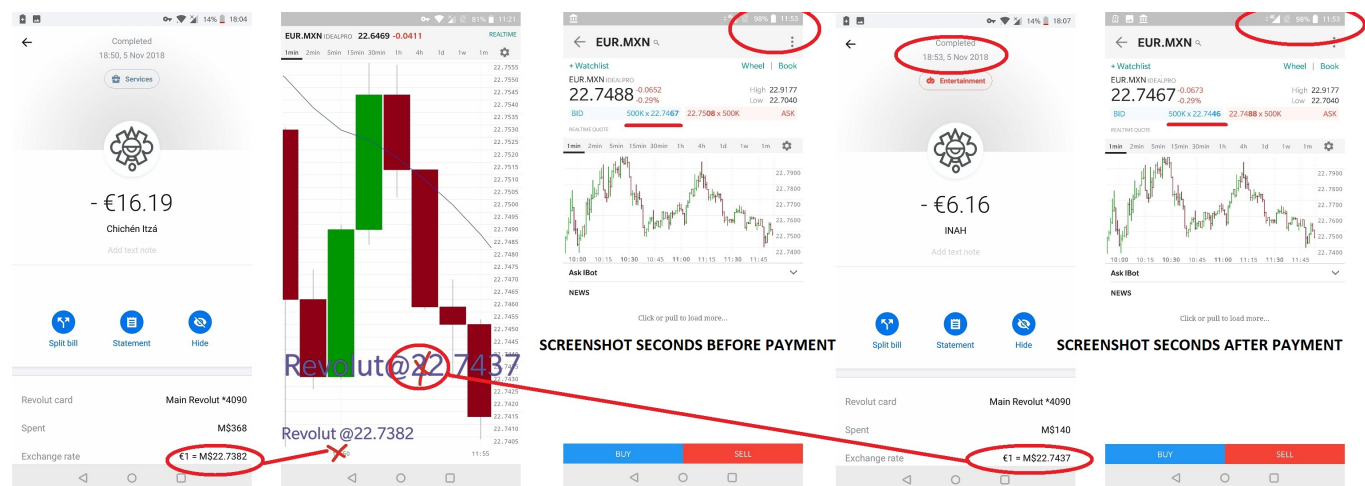 14% 18:04
Completed
18:50, 5 Nov 2018
Services
- €16.19
Chichén Itzá
Add text note
Split bill
Statement
Hide
Revolut card
Main Revolut *4090
Spent
M$368
Exchange rate
€1 = M$22.7382
81% 11:21
EUR.MXN IDEALPRO 22.6469 -0.0411
REALTIME
1min 2min 5min 15min 30min 1h 4h 1d 1w 1m
22.7555
22.7550
22.7545
22.7540
22.7535
22.7530
22.7525
22.7520
22.7515
22.7510
22.7505
22.7500
22.7495
22.7490
22.7485
22.7480
22.7475
22.7470
22.7465
22.7460
22.7455
22.7450
22.7445
22.7430
22.7425
22.7420
22.7415
22.7410
22.7405
Revolut@22.7437
Revolut @22.7382
11:55
98% 11:53
EUR.MXN
+ Watchlist
Wheel | Book
EUR.MXN IDEALPRO
22.7488
-0.0652
-0.29%
High 22.9177
Low 22.7040
BID 500K x 22.7467 22.7508 x 500K ASK
REALTIME QUOTE
1min 2min 5min 15min 30min 1h 4h 1d 1w 1m
22.7900
22.7800
22.7700
22.7600
22.7500
22.7400
10:00 10:15 10:30 10:45 11:00 11:15 11:30 11:45
Ask IBot
NEWS
Click or pull to load more...
SCREENSHOT SECONDS BEFORE PAYMENT
BUY
SELL
14% 18:07
Completed
18:53, 5 Nov 2018
Entertainment
- €6.16
INAH
Add text note
Split bill
Statement
Hide
Revolut card
Main Revolut *4090
Spent
M$140
Exchange rate
€1 = M$22.7437
98% 11:53
EUR.MXN
+ Watchlist
Wheel | Book
EUR.MXN IDEALPRO
22.7467
-0.0673
-0.29%
High 22.9177
Low 22.7040
BID 500K x 22.7446 22.7488 x 500K ASK
REALTIME QUOTE
1min 2min 5min 15min 30min 1h 4h 1d 1w 1m
22.7900
22.7800
22.7700
22.7600
22.7500
22.7400
10:00 10:15 10:30 10:45 11:00 11:15 11:30 11:45
Ask IBot
NEWS
Click or pull to load more...
SCREENSHOT SECONDS AFTER PAYMENT
BUY
SELL